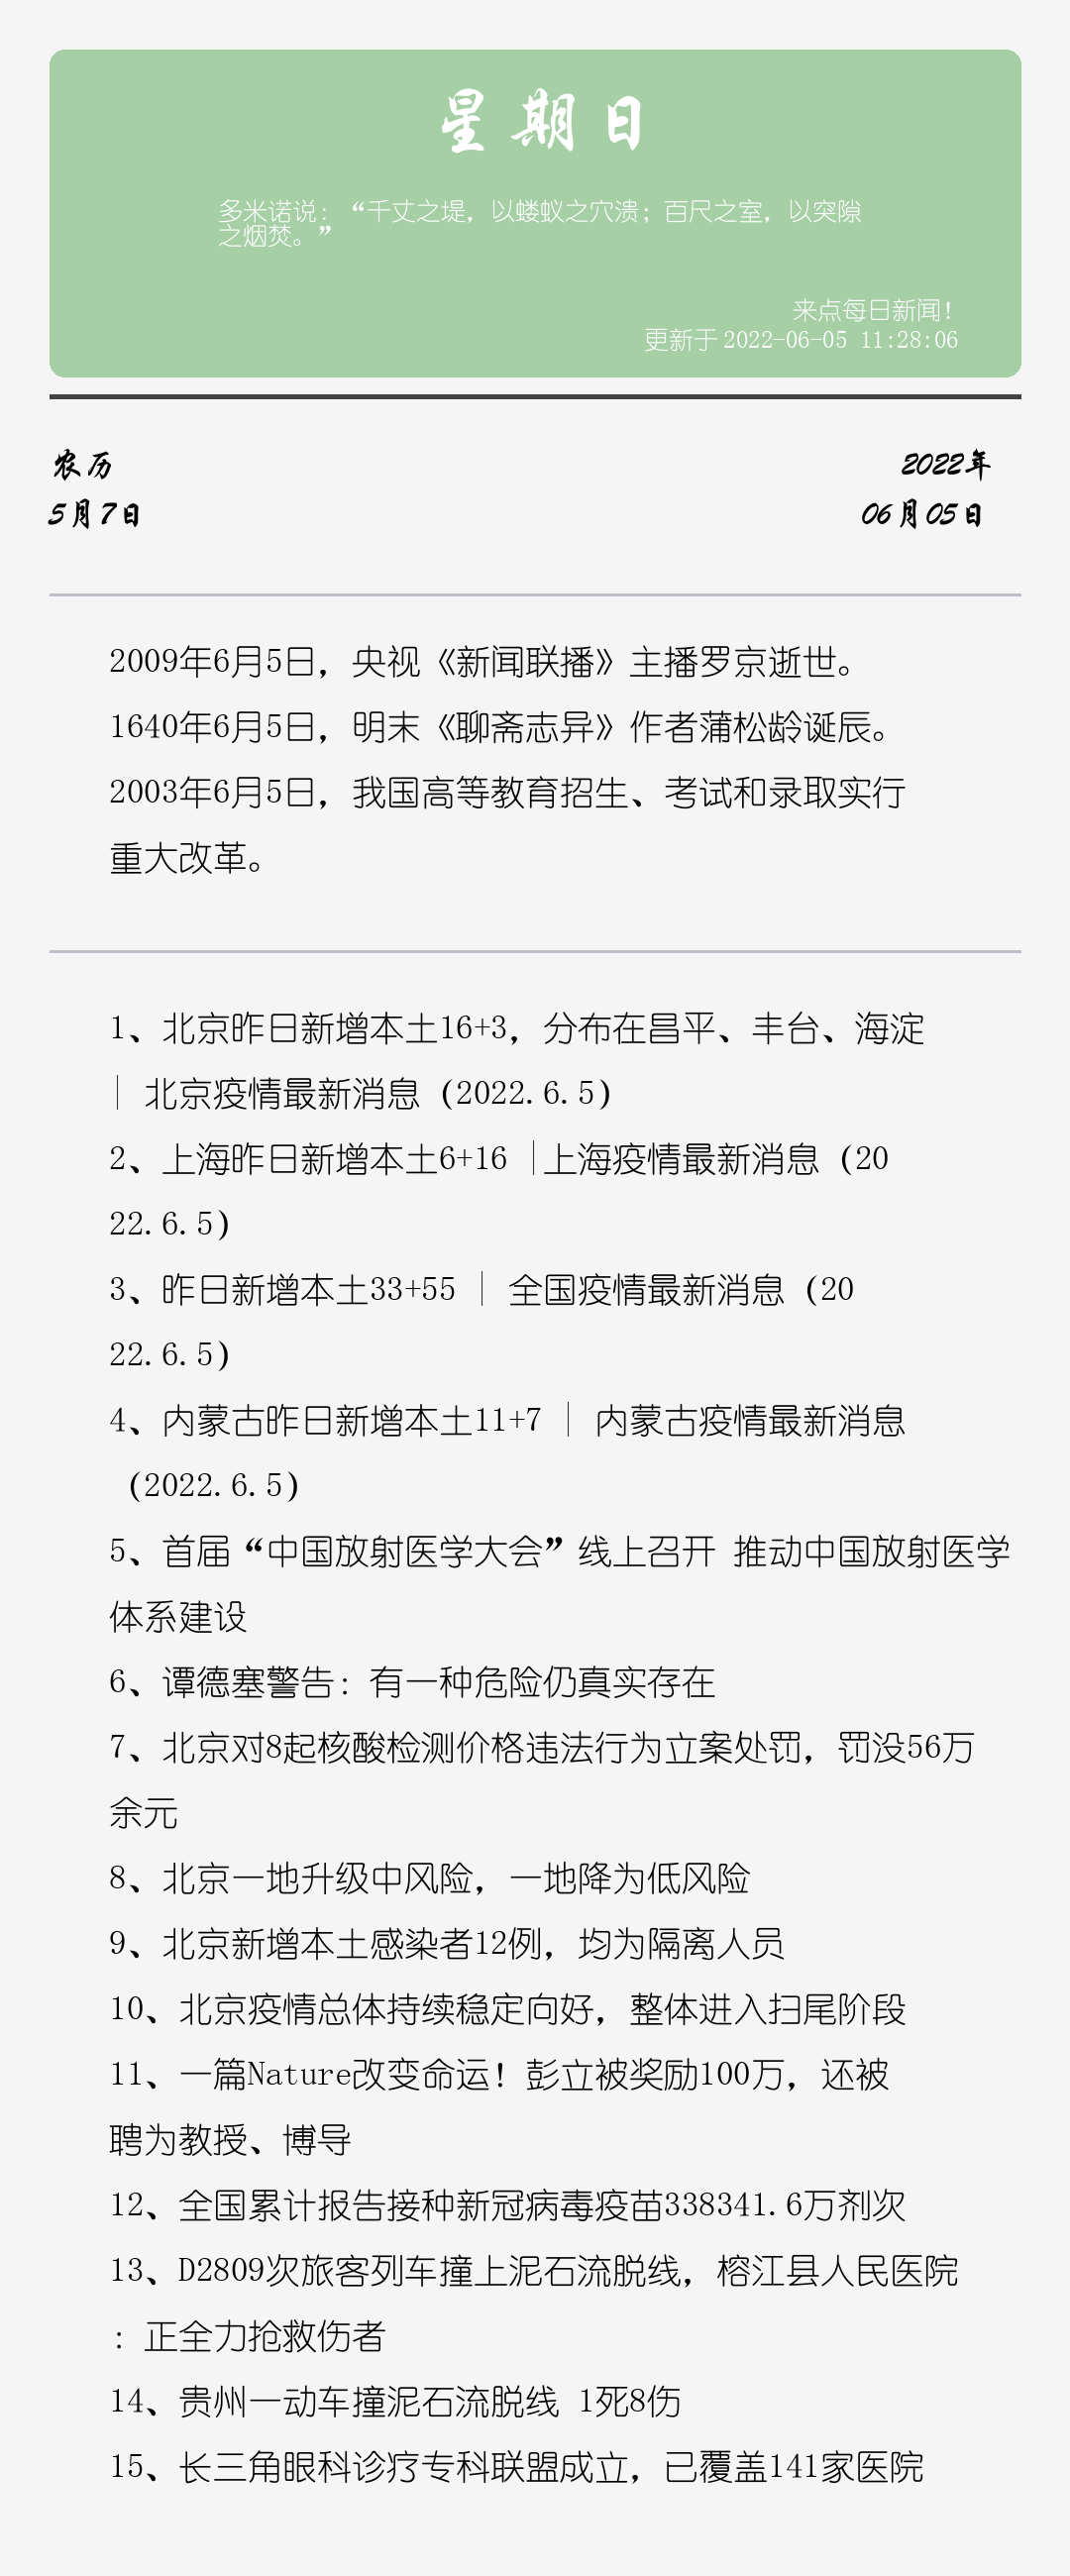 星期日
多米诺说：“千丈之堤，以蝼蚁之穴溃；百尺之室，以突隙
之烟焚。”
来点每日新闻！
更新于2022-06-05 11:28:06
农历
5月7日
2022年
06月05日
2009年6月5日，央视《新闻联播》主播罗京逝世。
1640年6月5日，明末《聊斋志异》作者蒲松龄诞辰。
2003年6月5日，我国高等教育招生、考试和录取实行
重大改革。
1、北京昨日新增本土16+3，分布在昌平、丰台、海淀
｜北京疫情最新消息（2022.6.5）
2、上海昨日新增本土6+16 |上海疫情最新消息（20
22.6.5）
3、昨日新增本土33+55 ｜全国疫情最新消息（20
22.6.5）
4、内蒙古昨日新增本土11+7 ｜内蒙古疫情最新消息
（2022.6.5）
5、首届“中国放射医学大会”线上召开 推动中国放射医学
体系建设
6、谭德塞警告：有一种危险仍真实存在
7、北京对8起核酸检测价格违法行为立案处罚，罚没56万
余元
8、北京一地升级中风险，一地降为低风险
9、北京新增本土感染者12例，均为隔离人员
10、北京疫情总体持续稳定向好，整体进入扫尾阶段
11、一篇Nature改变命运！彭立被奖励100万，还被
聘为教授、博导
12、全国累计报告接种新冠病毒疫苗338341.6万剂次
13、D2809次旅客列车撞上泥石流脱线，榕江县人民医院
：正全力抢救伤者
14、贵州一动车撞泥石流脱线 1死8伤
15、长三角眼科诊疗专科联盟成立，已覆盖141家医院